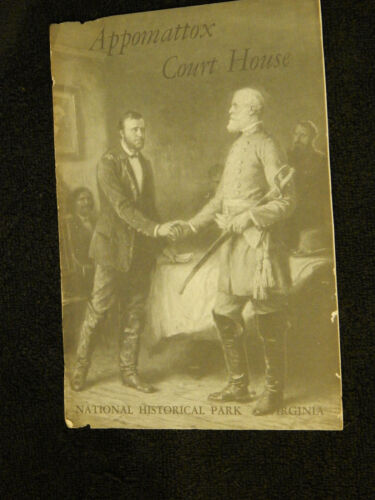 Appomattox
Court House
NATIONAL HISTORICAL PARK VIRGINIA